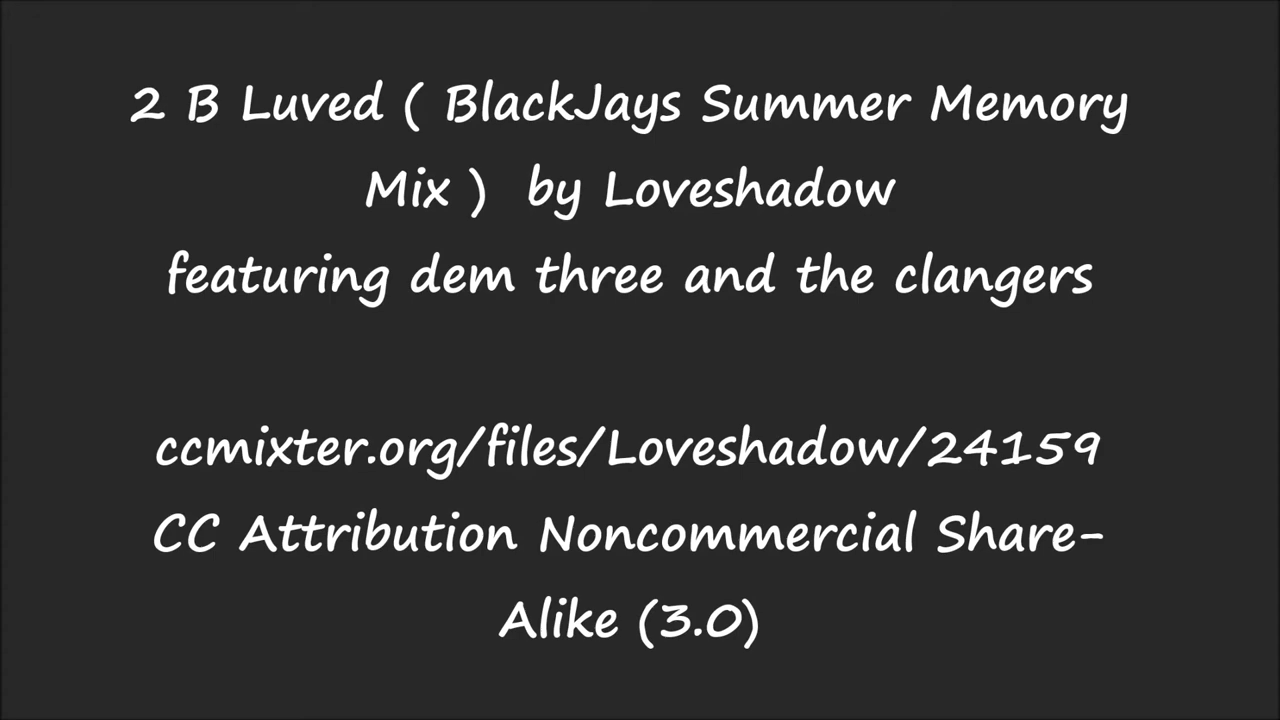 2 B Luved ( BlackJays Summer Memory
Mix )  by Loveshadow
featuring dem three and the clangers
ccmixter.org/files/Loveshadow/24159
CC Attribution Noncommercial Share-
Alike (3.0)